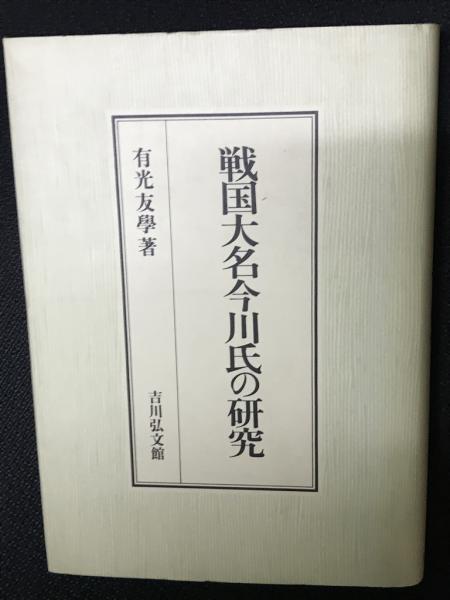 戦国大名今川氏の研究
有光友學著
吉川弘文館